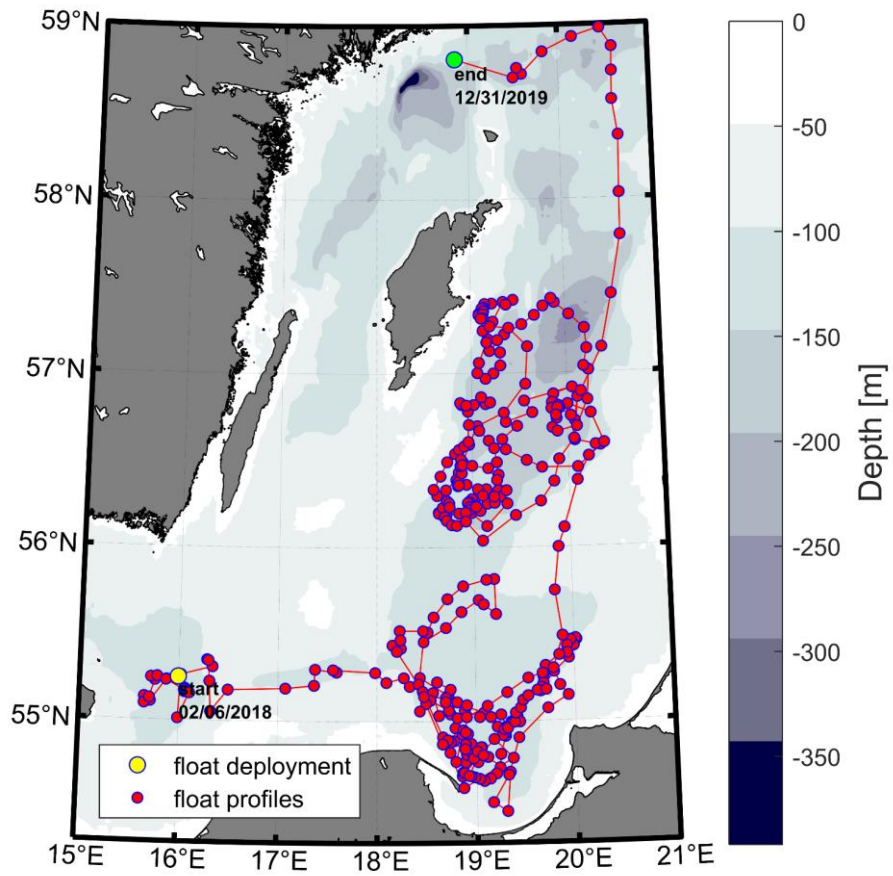 59°N
58°N
57°N
56°N
55°N
15°E
16°E
17°E
18°E
19°E
20°E
21°E
end
12/31/2019
start
02/06/2018
float deployment
float profiles
0
-50
-100
-150
-200
-250
-300
-350
Depth [m]